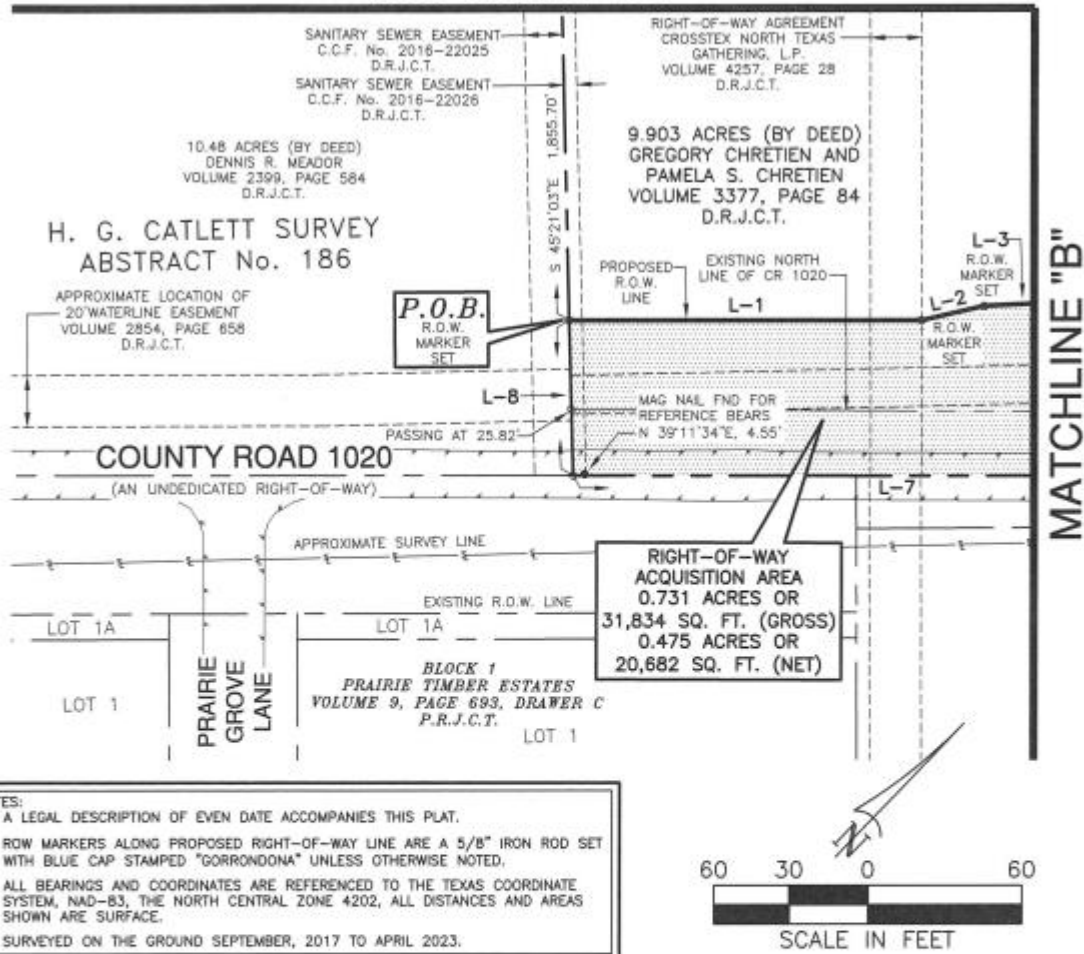 SANITARY SEWER EASEMENT
C.C.F. No. 2016-22025
D.R.J.C.T.
SANITARY SEWER EASEMENT
C.C.F. No. 2016-22026
D.R.J.C.T.
RIGHT-OF-WAY AGREEMENT
CROSSTEX NORTH TEXAS
GATHERING, L.P.
VOLUME 4257, PAGE 28
D.R.J.C.T.
10.48 ACRES (BY DEED)
DENNIS R. MEADOR
VOLUME 2399, PAGE 584
D.R.J.C.T.
S 45°21'03"E 1,855.70'
9.903 ACRES (BY DEED)
GREGORY CHRETIEN AND
PAMELA S. CHRETIEN
VOLUME 3377, PAGE 84
D.R.J.C.T.
H. G. CATLETT SURVEY
ABSTRACT No. 186
APPROXIMATE LOCATION OF
20'WATERLINE EASEMENT
VOLUME 2854, PAGE 658
D.R.J.C.T.
P.O.B.
R.O.W.
MARKER
SET
PROPOSED
R.O.W.
LINE
EXISTING NORTH
LINE OF CR 1020
L-1
L-2
L-3
R.O.W.
MARKER
SET
R.O.W.
MARKER
SET
MATCHLINE "B"
L-8
MAG NAIL FND FOR
REFERENCE BEARS
N 39°11'34"E, 4.55'
PASSING AT 25.82'
COUNTY ROAD 1020
(AN UNDEDICATED RIGHT-OF-WAY)
L-7
APPROXIMATE SURVEY LINE
RIGHT-OF-WAY
ACQUISITION AREA
0.731 ACRES OR
31,834 SQ. FT. (GROSS)
0.475 ACRES OR
20,682 SQ. FT. (NET)
EXISTING R.O.W. LINE
LOT 1A
LOT 1A
LOT 1
PRAIRIE
GROVE
LANE
BLOCK 1
PRAIRIE TIMBER ESTATES
VOLUME 9, PAGE 693, DRAWER C
P.R.J.C.T.
LOT 1
TES:
A LEGAL DESCRIPTION OF EVEN DATE ACCOMPANIES THIS PLAT.
ROW MARKERS ALONG PROPOSED RIGHT-OF-WAY LINE ARE A 5/8" IRON ROD SET
WITH BLUE CAP STAMPED "GORRONDONA" UNLESS OTHERWISE NOTED.
ALL BEARINGS AND COORDINATES ARE REFERENCED TO THE TEXAS COORDINATE
SYSTEM, NAD-83, THE NORTH CENTRAL ZONE 4202, ALL DISTANCES AND AREAS
SHOWN ARE SURFACE.
SURVEYED ON THE GROUND SEPTEMBER, 2017 TO APRIL 2023.
N
60 30 0 60
SCALE IN FEET